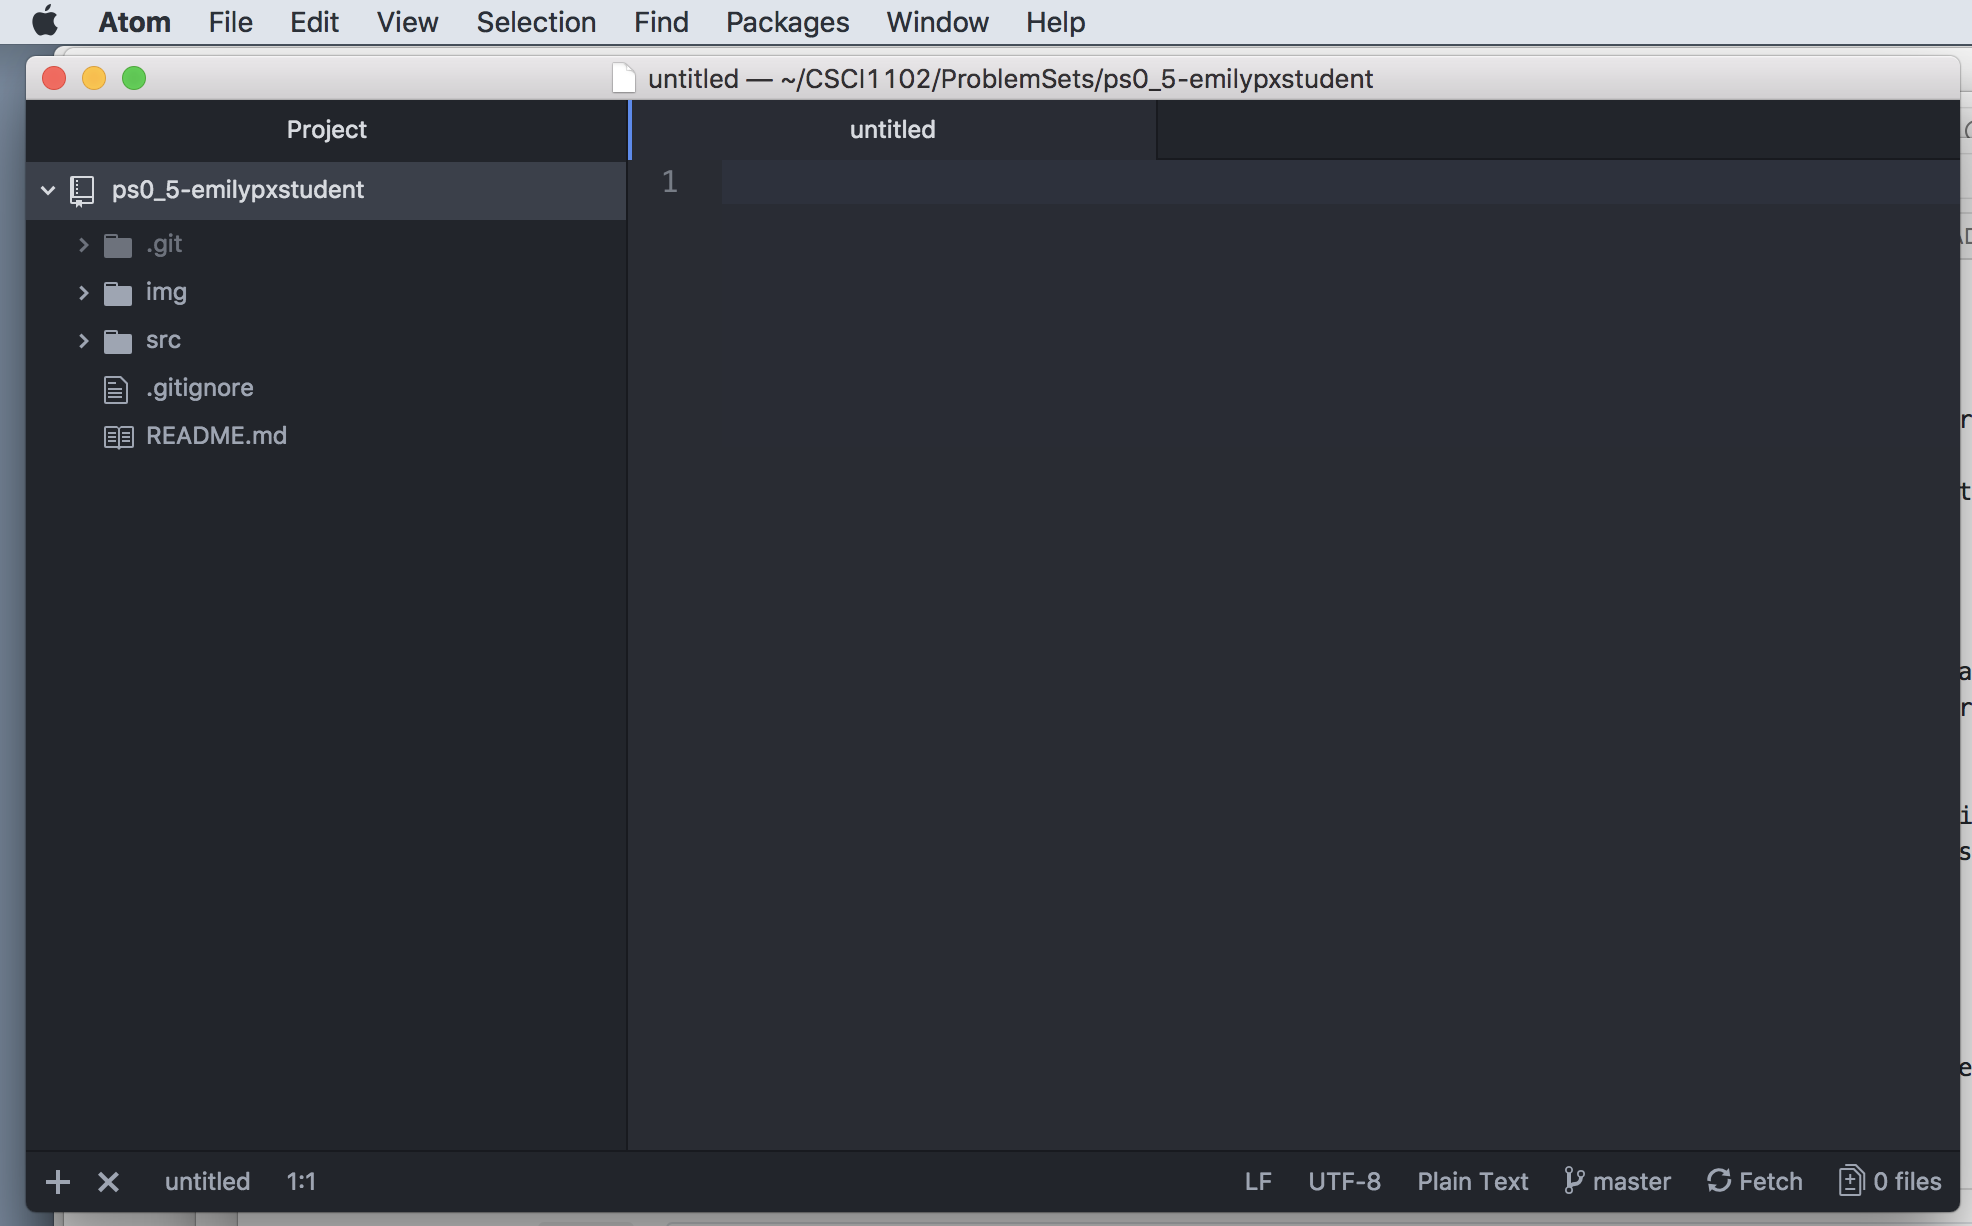 Atom File Edit View Selection Find Packages Window Help
untitled — ~/CSCI1102/ProblemSets/ps0_5-emilypxstudent
Project
untitled
ps0_5-emilypxstudent
1
.git
img
src
.gitignore
README.md
untitled 1:1 LF UTF-8 Plain Text master Fetch 0 files